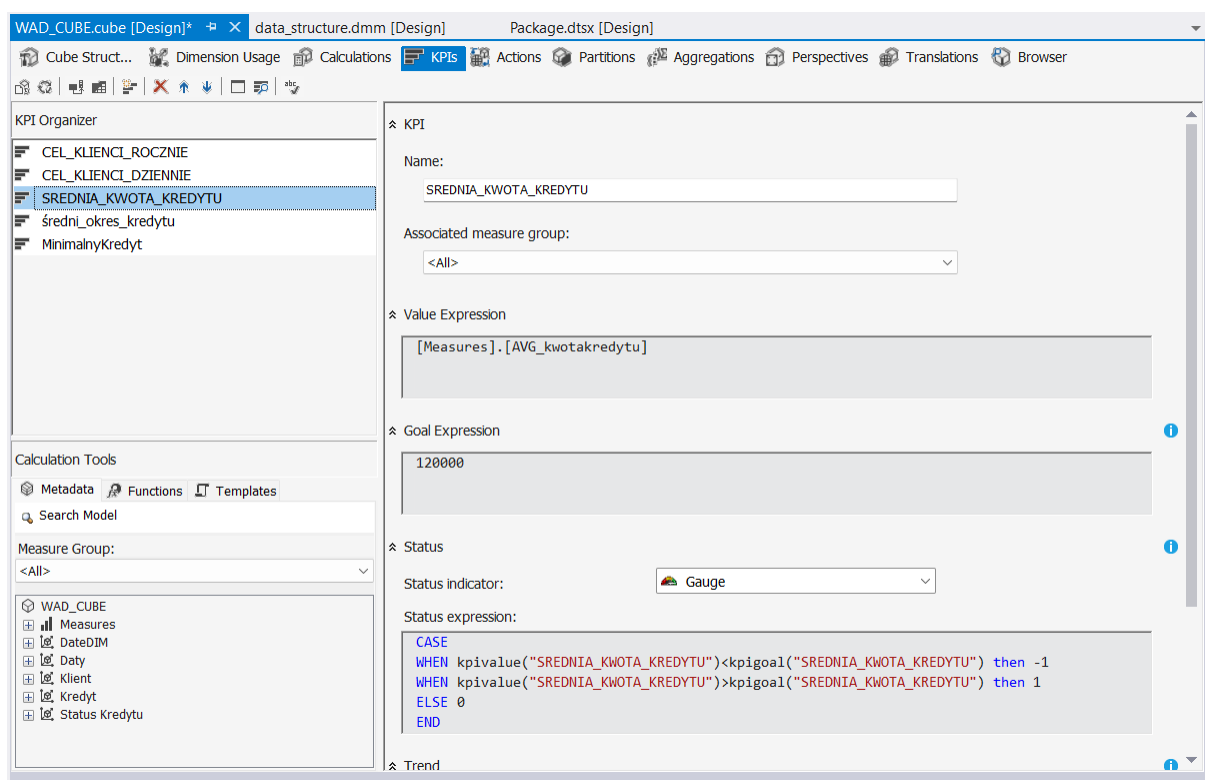 WAD_CUBE.cube [Design]* data_structure.dmm [Design] Package.dtsx [Design]
Cube Struct... Dimension Usage Calculations KPIs Actions Partitions Aggregations Perspectives Translations Browser
abc
KPI Organizer
CEL_KLIENCI_ROCZNIE
CEL_KLIENCI_DZIENNIE
SREDNIA_KWOTA_KREDYTU
średni_okres_kredytu
MinimalnyKredyt
Calculation Tools
Metadata Functions Templates
Search Model
Measure Group:
<All>
WAD_CUBE
Measures
DateDIM
Daty
Klient
Kredyt
Status Kredytu
KPI
Name:
SREDNIA_KWOTA_KREDYTU
Associated measure group:
<All>
Value Expression
[Measures].[AVG_kwotakredytu]
Goal Expression
120000
Status
Status indicator: Gauge
Status expression:
CASE
WHEN kpivalue("SREDNIA_KWOTA_KREDYTU")<kpigoal("SREDNIA_KWOTA_KREDYTU") then -1
WHEN kpivalue("SREDNIA_KWOTA_KREDYTU")>kpigoal("SREDNIA_KWOTA_KREDYTU") then 1
ELSE 0
END
Trend